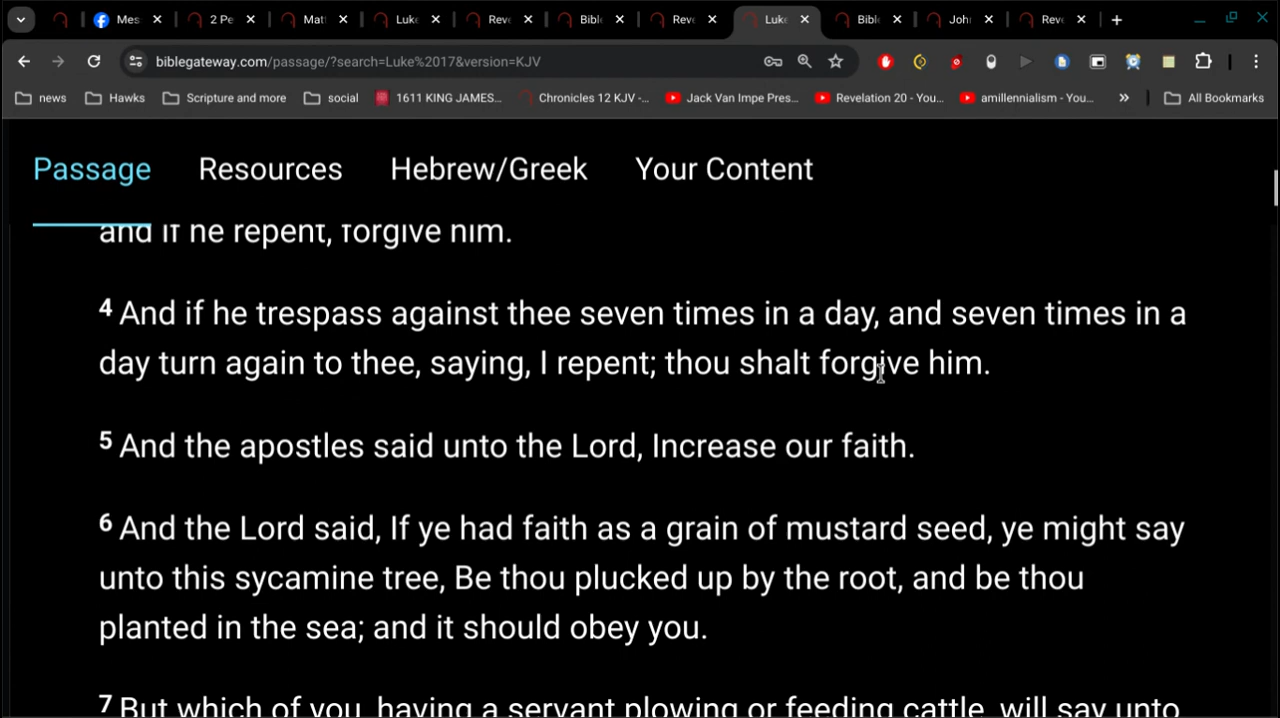 Mes
2 Pe
Matt
Luke
Reve
Bible
Reve
Luke
Bible
John
Reve
biblegateway.com/passage/?search=Luke%2017&version=KJV
news
Hawks
Scripture and more
social
1611 KING JAMES...
Chronicles 12 KJV -...
Jack Van Impe Pres...
Revelation 20 - You...
amillennialism - You...
»
All Bookmarks
Passage Resources Hebrew/Greek Your Content
and if he repent, forgive him.
4 And if he trespass against thee seven times in a day, and seven times in a
day turn again to thee, saying, I repent; thou shalt forgive him.
5 And the apostles said unto the Lord, Increase our faith.
6 And the Lord said, If ye had faith as a grain of mustard seed, ye might say
unto this sycamine tree, Be thou plucked up by the root, and be thou
planted in the sea; and it should obey you.
7 But which of you, having a servant plowing or feeding cattle, will say unto